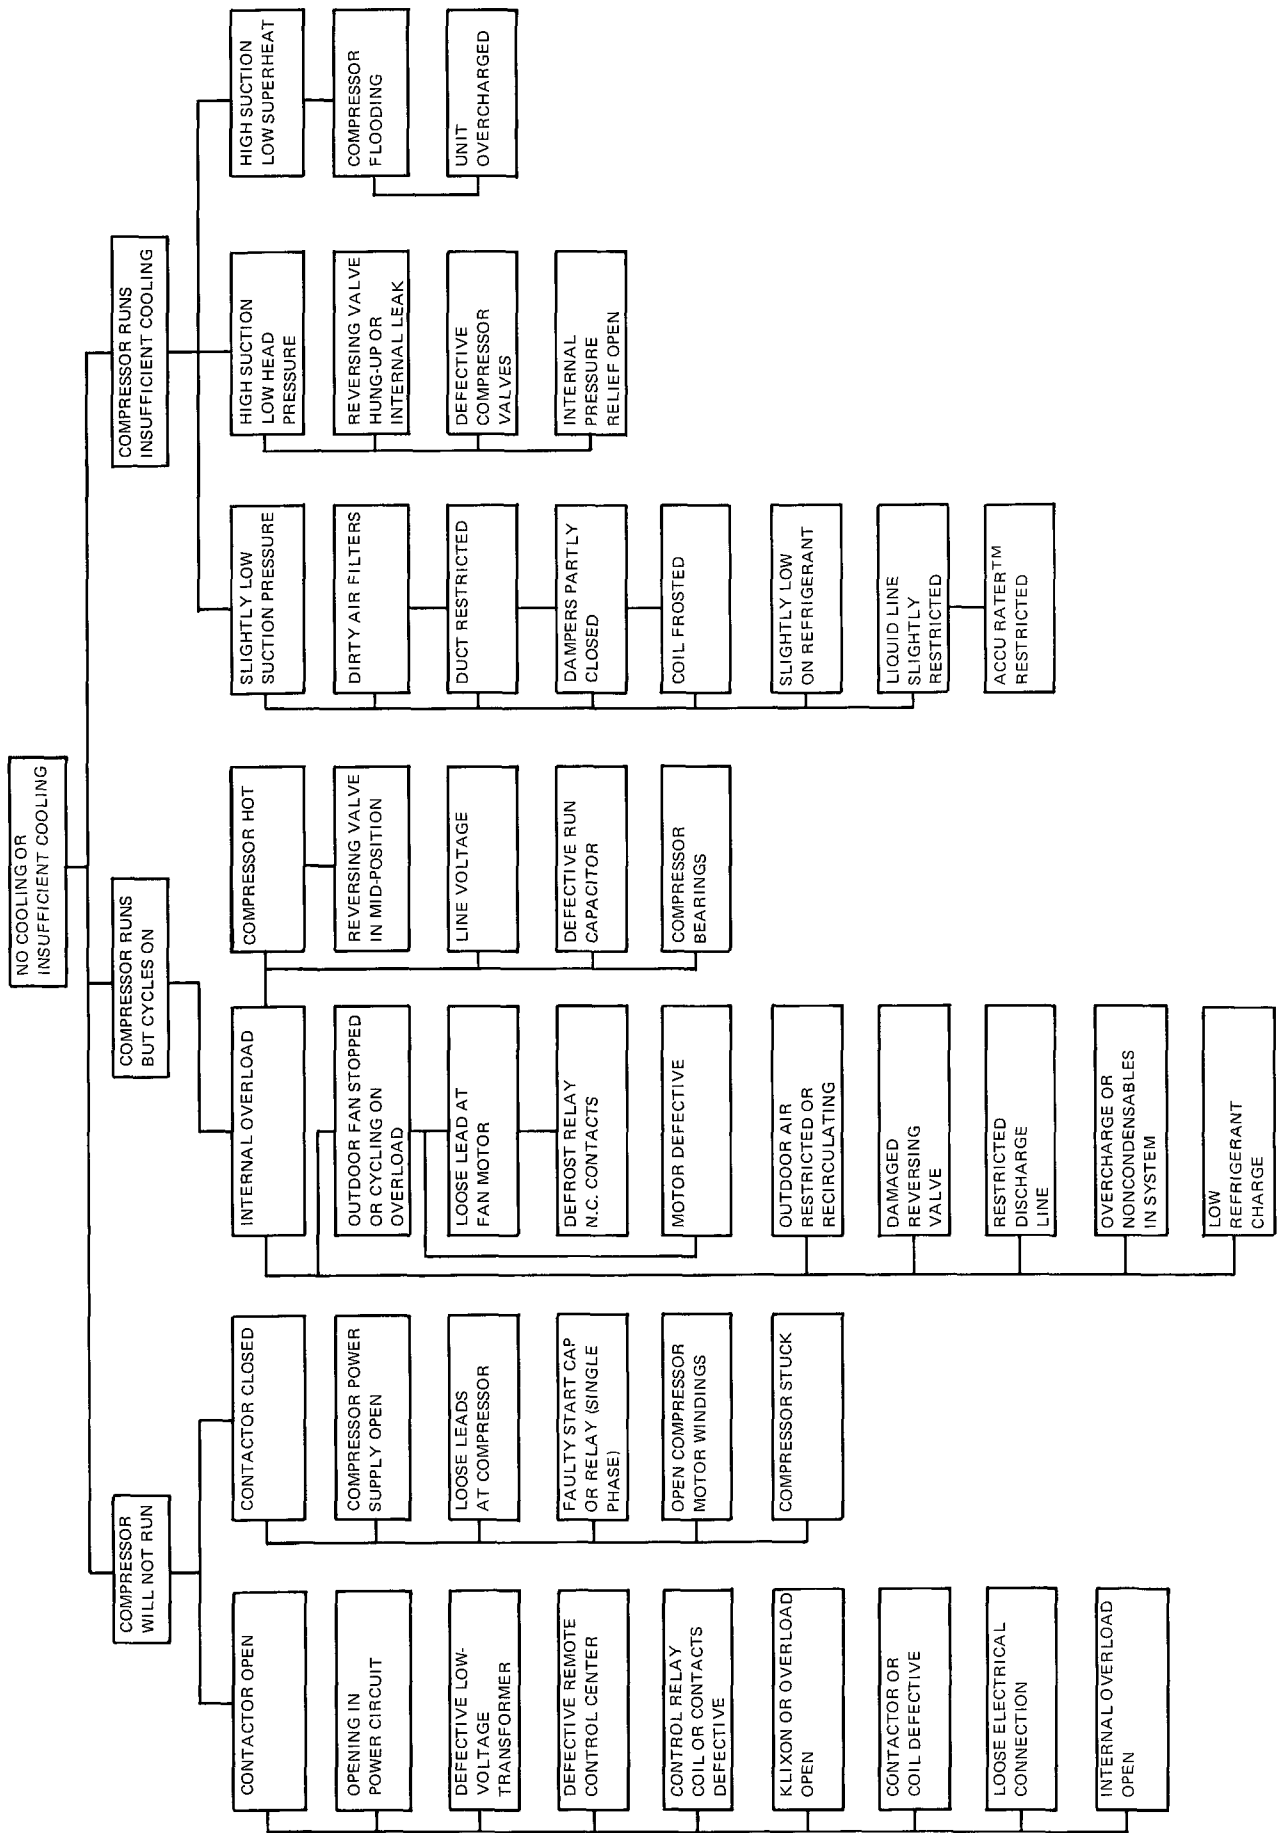 NO COOLING OR
INSUFFICIENT COOLING
COMPRESSOR
WILL NOT RUN
CONTACTOR OPEN
OPENING IN
POWER CIRCUIT
DEFECTIVE LOW-
VOLTAGE
TRANSFORMER
DEFECTIVE REMOTE
CONTROL CENTER
CONTROL RELAY
COIL OR CONTACTS
DEFECTIVE
KLIXON OR OVERLOAD
OPEN
CONTACTOR OR
COIL DEFECTIVE
LOOSE ELECTRICAL
CONNECTION
INTERNAL OVERLOAD
OPEN
CONTACTOR CLOSED
COMPRESSOR POWER
SUPPLY OPEN
LOOSE LEADS
AT COMPRESSOR
FAULTY START CAP
OR RELAY (SINGLE
PHASE)
OPEN COMPRESSOR
MOTOR WINDINGS
COMPRESSOR STUCK
COMPRESSOR RUNS
BUT CYCLES ON
INTERNAL OVERLOAD
OUTDOOR FAN STOPPED
OR CYCLING ON
OVERLOAD
LOOSE LEAD AT
FAN MOTOR
DEFROST RELAY
N.C. CONTACTS
MOTOR DEFECTIVE
OUTDOOR AIR
RESTRICTED OR
RECIRCULATING
DAMAGED
REVERSING
VALVE
RESTRICTED
DISCHARGE
LINE
OVERCHARGE OR
NONCONDENSABLES
IN SYSTEM
LOW
REFRIGERANT
CHARGE
COMPRESSOR HOT
REVERSING VALVE
IN MID-POSITION
LINE VOLTAGE
DEFECTIVE RUN
CAPACITOR
COMPRESSOR
BEARINGS
COMPRESSOR RUNS
INSUFFICIENT COOLING
SLIGHTLY LOW
SUCTION PRESSURE
DIRTY AIR FILTERS
DUCT RESTRICTED
DAMPERS PARTLY
CLOSED
COIL FROSTED
SLIGHTLY LOW
ON REFRIGERANT
LIQUID LINE
SLIGHTLY
RESTRICTED
ACCU RATER™
RESTRICTED
HIGH SUCTION
LOW HEAD
PRESSURE
REVERSING VALVE
HUNG-UP OR
INTERNAL LEAK
DEFECTIVE
COMPRESSOR
VALVES
INTERNAL
PRESSURE
RELIEF OPEN
HIGH SUCTION
LOW SUPERHEAT
COMPRESSOR
FLOODING
UNIT
OVERCHARGED